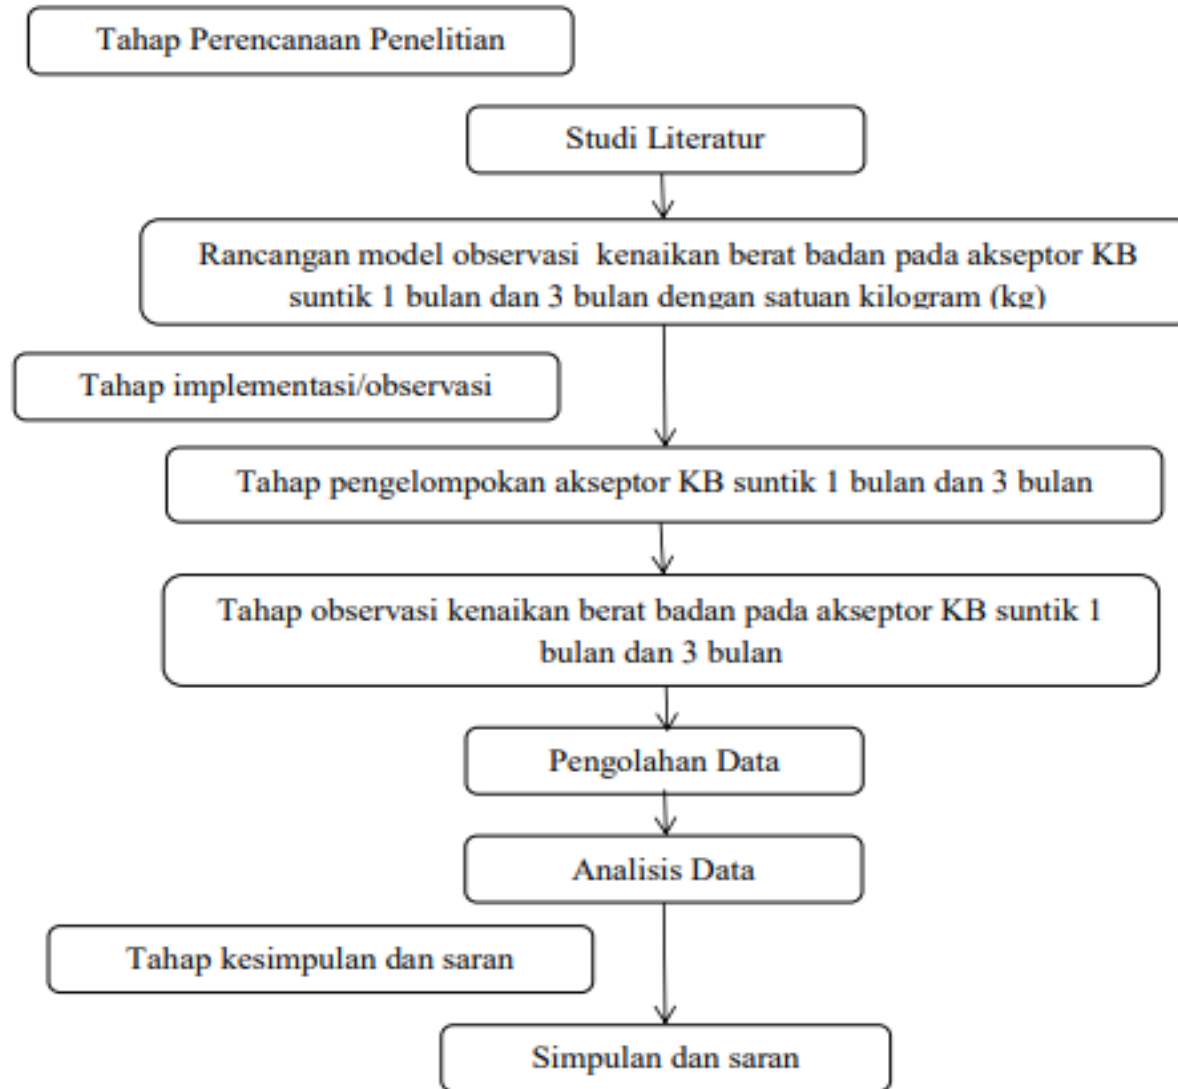 Tahap Perencanaan Penelitian
Studi Literatur
Rancangan model observasi kenaikan berat badan pada akseptor KB
suntik 1 bulan dan 3 bulan dengan satuan kilogram (kg)
Tahap implementasi/observasi
Tahap pengelompokan akseptor KB suntik 1 bulan dan 3 bulan
Tahap observasi kenaikan berat badan pada akseptor KB suntik 1
bulan dan 3 bulan
Pengolahan Data
Analisis Data
Tahap kesimpulan dan saran
Simpulan dan saran